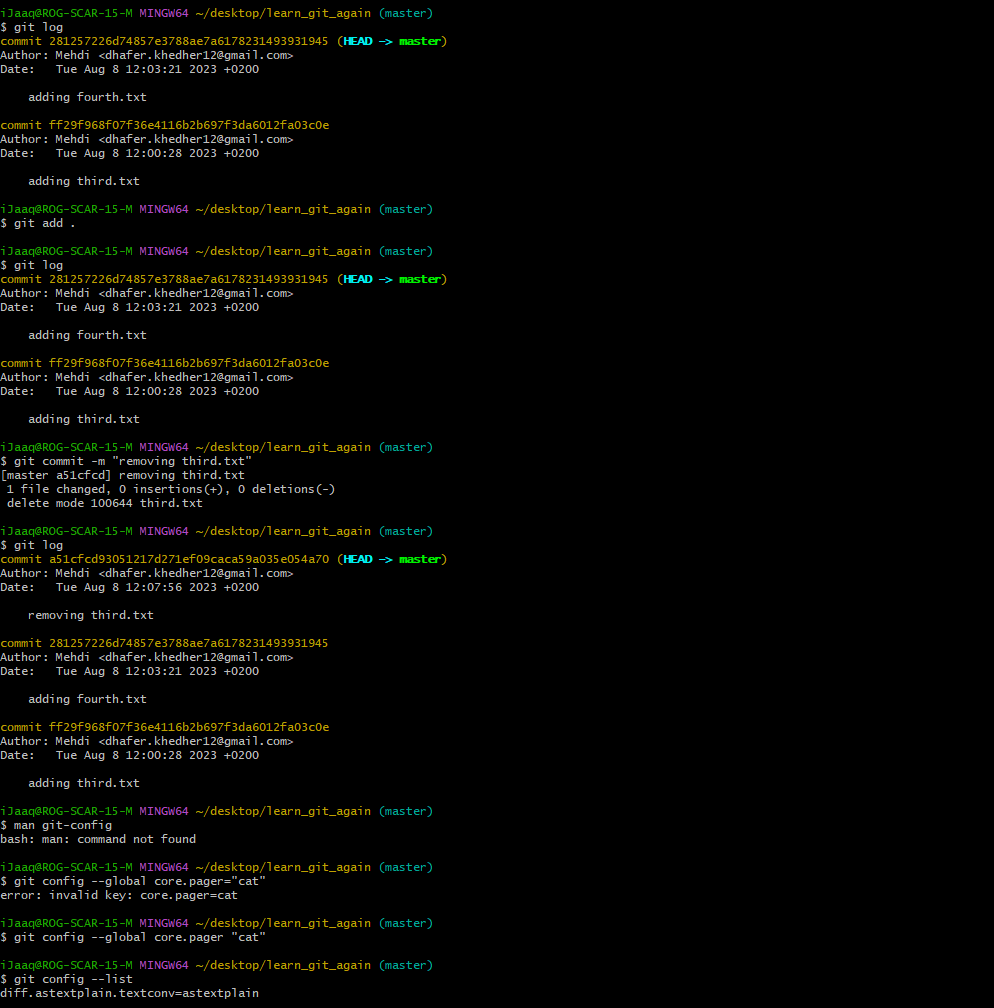 iJaaq@ROG-SCAR-15-M MINGW64 ~/desktop/learn_git_again (master)
$ git log
commit 281257226d74857e3788ae7a6178231493931945 (HEAD -> master)
Author: Mehdi <dhafer.khedher12@gmail.com>
Date:   Tue Aug 8 12:03:21 2023 +0200

    adding fourth.txt

commit ff29f968f07f36e4116b2b697f3da6012fa03c0e
Author: Mehdi <dhafer.khedher12@gmail.com>
Date:   Tue Aug 8 12:00:28 2023 +0200

    adding third.txt

iJaaq@ROG-SCAR-15-M MINGW64 ~/desktop/learn_git_again (master)
$ git add .

iJaaq@ROG-SCAR-15-M MINGW64 ~/desktop/learn_git_again (master)
$ git log
commit 281257226d74857e3788ae7a6178231493931945 (HEAD -> master)
Author: Mehdi <dhafer.khedher12@gmail.com>
Date:   Tue Aug 8 12:03:21 2023 +0200

    adding fourth.txt

commit ff29f968f07f36e4116b2b697f3da6012fa03c0e
Author: Mehdi <dhafer.khedher12@gmail.com>
Date:   Tue Aug 8 12:00:28 2023 +0200

    adding third.txt

iJaaq@ROG-SCAR-15-M MINGW64 ~/desktop/learn_git_again (master)
$ git commit -m "removing third.txt"
[master a51cfcd] removing third.txt
 1 file changed, 0 insertions(+), 0 deletions(-)
 delete mode 100644 third.txt

iJaaq@ROG-SCAR-15-M MINGW64 ~/desktop/learn_git_again (master)
$ git log
commit a51cfcd93051217d271ef09caca59a035e054a70 (HEAD -> master)
Author: Mehdi <dhafer.khedher12@gmail.com>
Date:   Tue Aug 8 12:07:56 2023 +0200

    removing third.txt

commit 281257226d74857e3788ae7a6178231493931945
Author: Mehdi <dhafer.khedher12@gmail.com>
Date:   Tue Aug 8 12:03:21 2023 +0200

    adding fourth.txt

commit ff29f968f07f36e4116b2b697f3da6012fa03c0e
Author: Mehdi <dhafer.khedher12@gmail.com>
Date:   Tue Aug 8 12:00:28 2023 +0200

    adding third.txt

iJaaq@ROG-SCAR-15-M MINGW64 ~/desktop/learn_git_again (master)
$ man git-config
bash: man: command not found

iJaaq@ROG-SCAR-15-M MINGW64 ~/desktop/learn_git_again (master)
$ git config --global core.pager="cat"
error: invalid key: core.pager=cat

iJaaq@ROG-SCAR-15-M MINGW64 ~/desktop/learn_git_again (master)
$ git config --global core.pager "cat"

iJaaq@ROG-SCAR-15-M MINGW64 ~/desktop/learn_git_again (master)
$ git config --list
diff.astextplain.textconv=astextplain